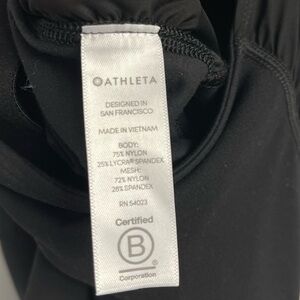 ATHLETA
DESIGNED IN
SAN FRANCISCO
MADE IN VIETNAM
BODY:
75% NYLON
25% LYCRA® SPANDEX
MESH:
72% NYLON
28% SPANDEX
RN 54023
Certified
B
Corporation